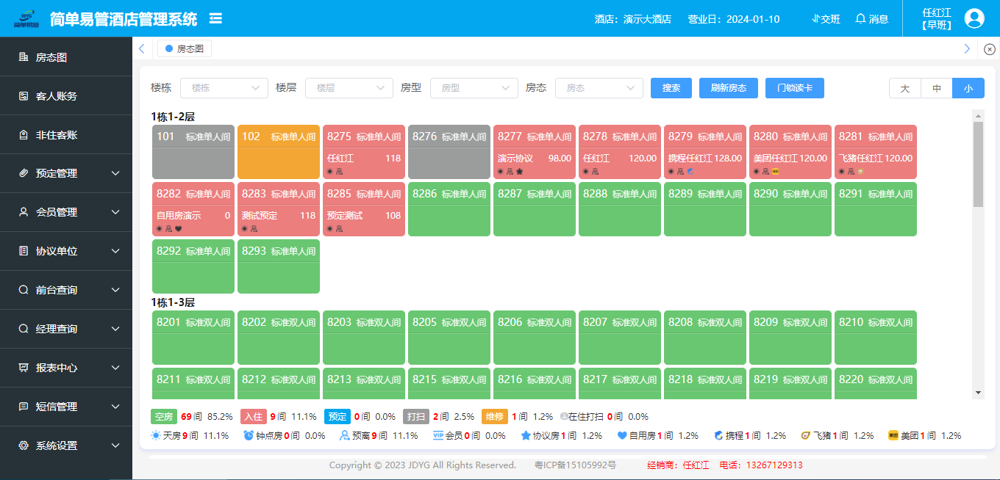 JDYG
简单易管
简单易管酒店管理系统
酒店：演示大酒店 营业日：2024-01-10 交班 消息 任红江
【早班】
房态图
客人账务
非住客账
预定管理
会员管理
协议单位
前台查询
经理查询
报表中心
短信管理
系统设置
房态图
楼栋 楼栋 楼层 楼层 房型 房型 房态 房态 搜索 刷新房态 门锁读卡 大 中 小
1栋1-2层
101 标准单人间 102 标准单人间 8275 标准单人间 8276 标准单人间 8277 标准单人间 8278 标准单人间 8279 标准单人间 8280 标准单人间 8281 标准单人间
任红江 118 演示协议 98.00 任红江 120.00 携程任红江 128.00 美团任红江 120.00 飞猪任红江 120.00
8282 标准单人间 8283 标准单人间 8285 标准单人间 8286 标准单人间 8287 标准单人间 8288 标准单人间 8289 标准单人间 8290 标准单人间 8291 标准单人间
自用房演示 0 测试预定 118 预定测试 108
8292 标准单人间 8293 标准单人间
1栋1-3层
8201 标准双人间 8202 标准双人间 8203 标准双人间 8205 标准双人间 8206 标准双人间 8207 标准双人间 8208 标准双人间 8209 标准双人间 8210 标准双人间
8211 标准双人间 8212 标准双人间 8213 标准双人间 8215 标准双人间 8216 标准双人间 8217 标准双人间 8218 标准双人间 8219 标准双人间 8220 标准双人间
空房 69间 85.2% 入住 9间 11.1% 预定 0间 0.0% 打扫 2间 2.5% 维修 1间 1.2% 在住打扫 0间 0.0%
天房9间 11.1% 钟点房0间 0.0% 预离9间 11.1% VIP会员0间 0.0% 协议房1间 1.2% 自用房1间 1.2% 携程1间 1.2% 飞猪1间 1.2% 美团1间 1.2%
Copyright © 2023 JDYG All Rights Reserved. 粤ICP备15105992号 经销商：任红江 电话：13267129313